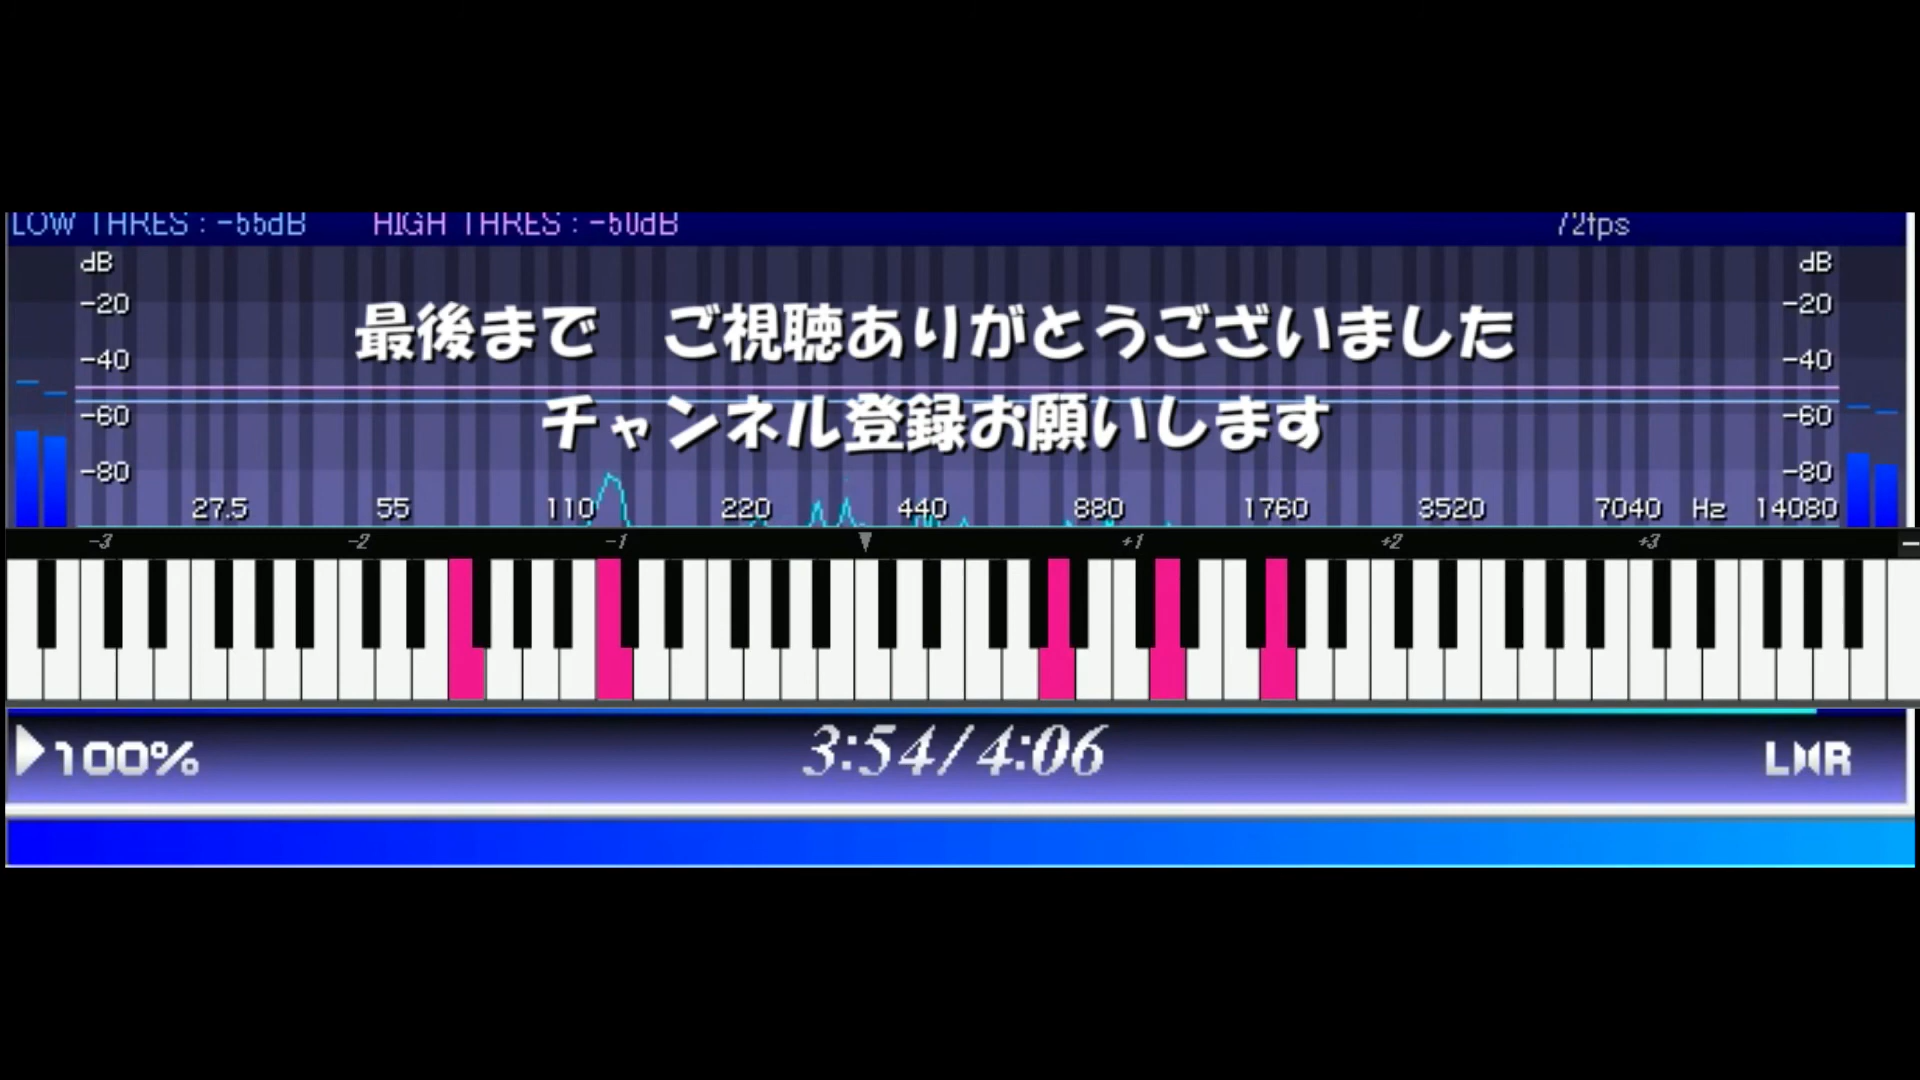 LOW THRES : -55dB HIGH THRES : -50dB 72fps
dB dB
-20 -20
最後まで ご視聴ありがとうございました
-40 -40
-60 -60
チャンネル登録お願いします
-80 -80
27.5 55 110 220 440 880 1760 3520 7040 Hz 14080
-3 -2 -1 +1 +2 +3
100% 3:54/4:06 LMR